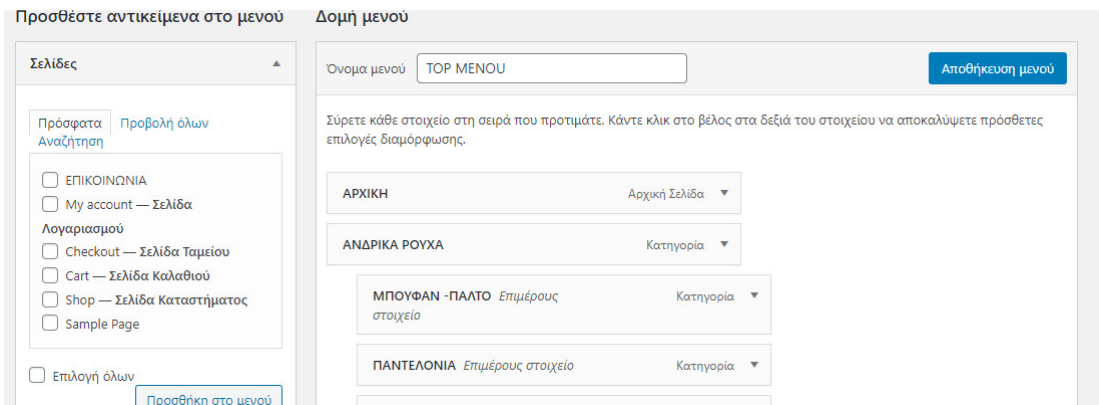 Προσθέστε αντικείμενα στο μενού
Δομή μενού
Σελίδες
Πρόσφατα
Προβολή όλων
Αναζήτηση
ΕΠΙΚΟΙΝΩΝΙΑ
My account — Σελίδα
Λογαριασμού
Checkout — Σελίδα Ταμείου
Cart — Σελίδα Καλαθιού
Shop — Σελίδα Καταστήματος
Sample Page
Επιλογή όλων
Προσθήκη στο μενού
Όνομα μενού
TOP MENOU
Αποθήκευση μενού
Σύρετε κάθε στοιχείο στη σειρά που προτιμάτε. Κάντε κλικ στο βέλος στα δεξιά του στοιχείου να αποκαλύψετε πρόσθετες
επιλογές διαμόρφωσης.
ΑΡΧΙΚΗ Αρχική Σελίδα
ΑΝΔΡΙΚΑ ΡΟΥΧΑ Κατηγορία
ΜΠΟΥΦΑΝ -ΠΑΛΤΟ Επιμέρους Κατηγορία
στοιχείο
ΠΑΝΤΕΛΟΝΙΑ Επιμέρους στοιχείο Κατηγορία